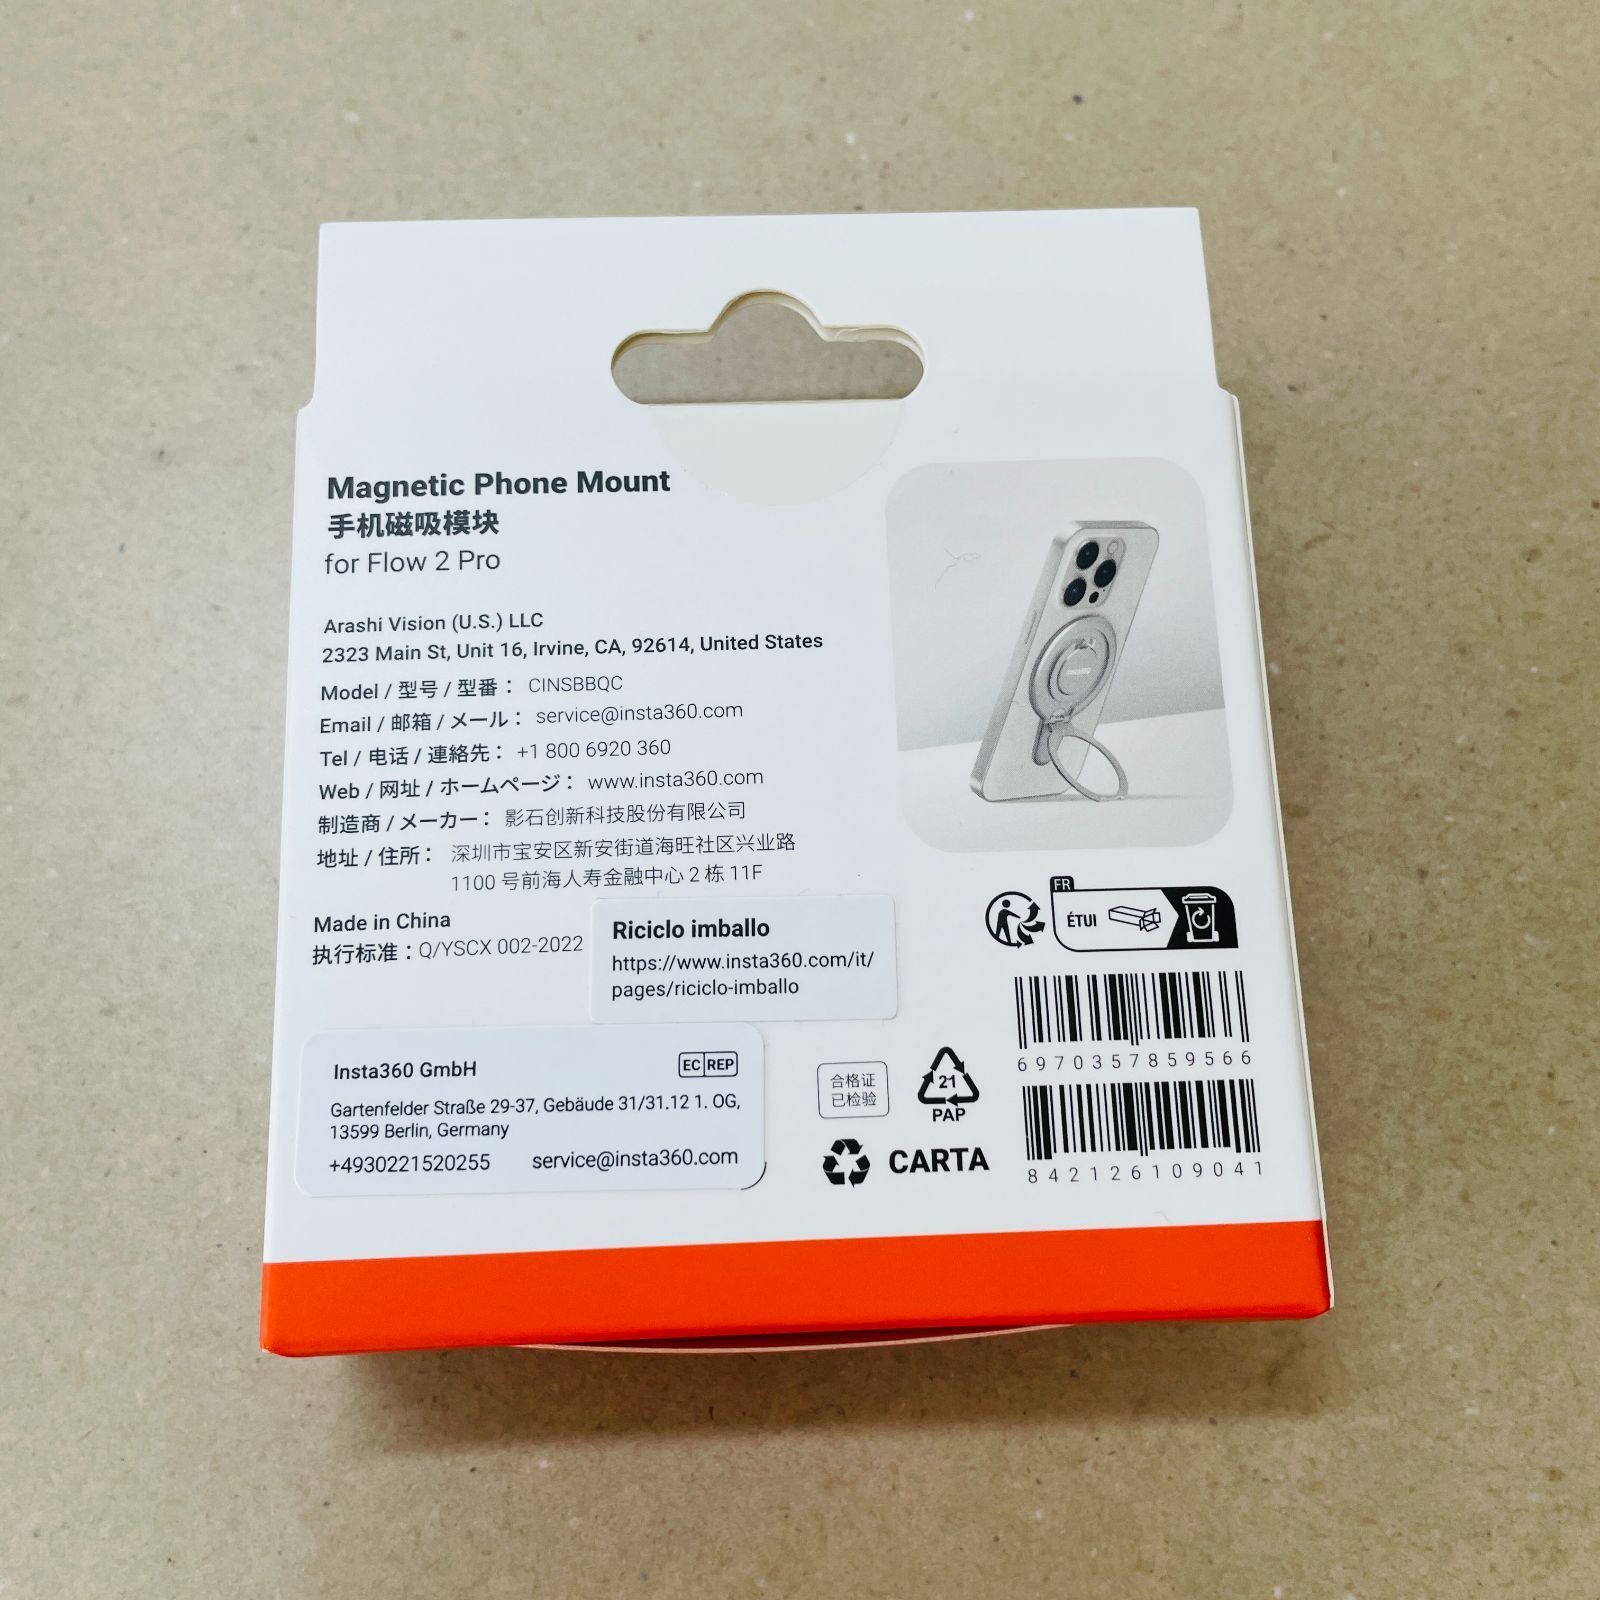 Magnetic Phone Mount
手机磁吸模块
for Flow 2 Pro
Arashi Vision (U.S.) LLC
2323 Main St, Unit 16, Irvine, CA, 92614, United States
Model / 型号 / 型番： CINSBBQC
Email / 邮箱 / メール： service@insta360.com
Tel / 电话 / 連絡先： +1 800 6920 360
Web / 网址 / ホームページ： www.insta360.com
制造商 / メーカー： 影石创新科技股份有限公司
地址 / 住所： 深圳市宝安区新安街道海旺社区兴业路
1100 号前海人寿金融中心 2 栋 11F
Made in China
执行标准：Q/YSCX 002-2022
Riciclo imballo
https://www.insta360.com/it/
pages/riciclo-imballo
FR
ÉTUI
6970357859566
842126109041
Insta360 GmbH
EC REP
Gartenfelder Straße 29-37, Gebäude 31/31.12 1. OG,
13599 Berlin, Germany
+4930221520255 service@insta360.com
合格证
已检验
21
PAP
CARTA